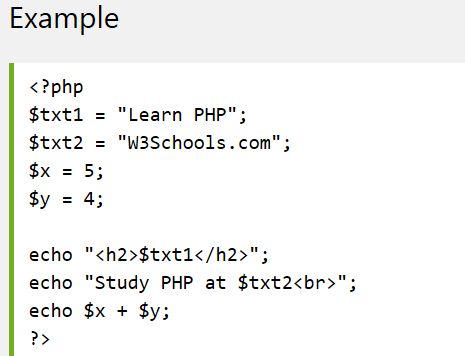 Example
<?php
$txt1 = "Learn PHP";
$txt2 = "W3Schools.com";
$x = 5;
$y = 4;

echo "<h2>$txt1</h2>";
echo "Study PHP at $txt2<br>";
echo $x + $y;
?>